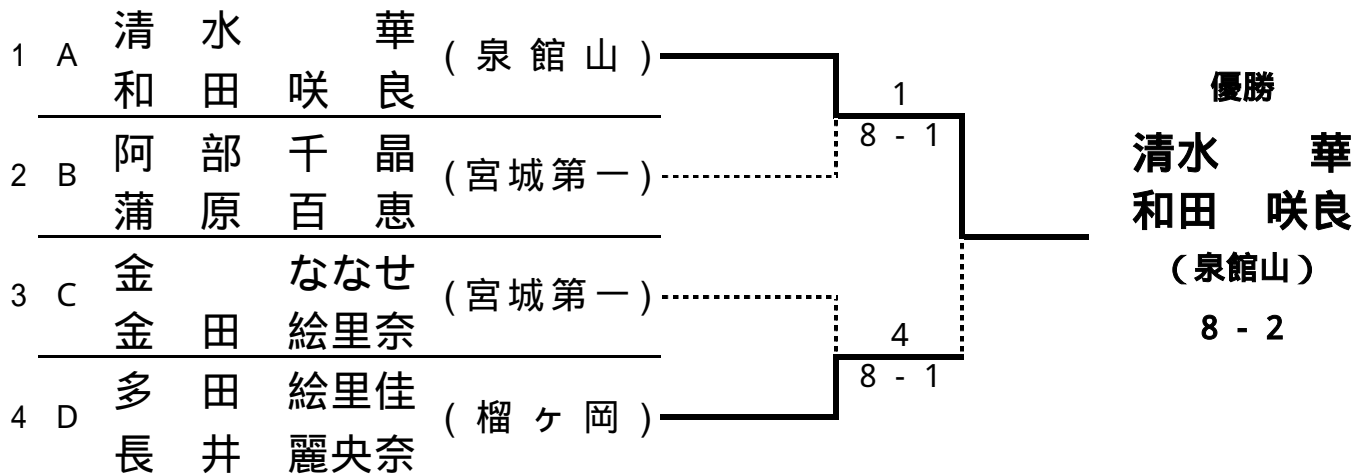 1 A 清水 華 (泉館山)
和田咲良
1
8 - 1
2 B 阿部千晶 (宮城第一)
蒲原百恵
3 C 金 ななせ (宮城第一)
金田絵里奈
4
8 - 1
4 D 多田絵里佳 (榴ヶ岡)
長井麗央奈
優勝
清水 華
和田 咲良
(泉館山)
8 - 2